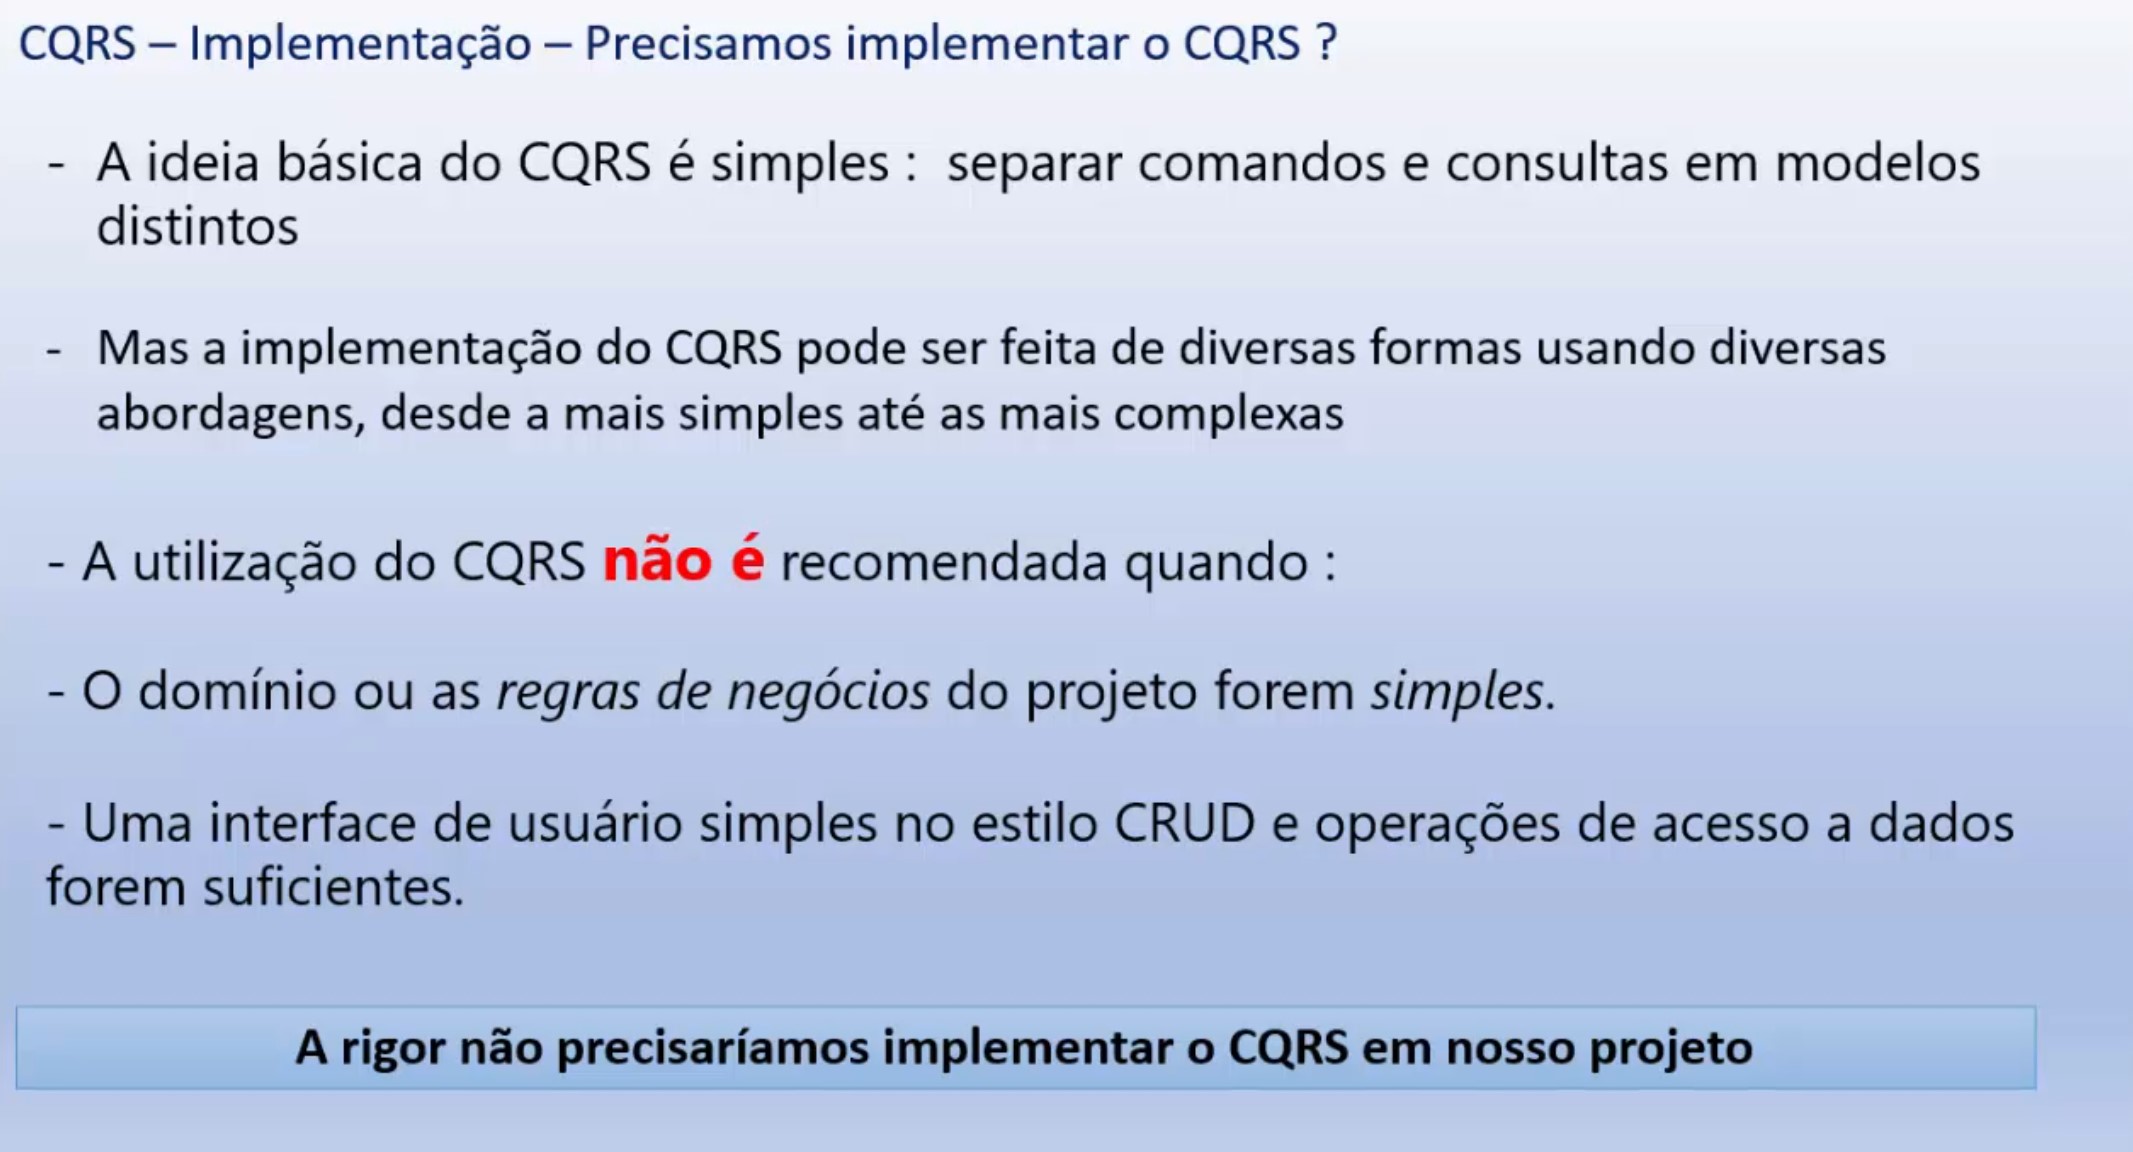 CQRS – Implementação – Precisamos implementar o CQRS ?
- A ideia básica do CQRS é simples : separar comandos e consultas em modelos
distintos
- Mas a implementação do CQRS pode ser feita de diversas formas usando diversas
abordagens, desde a mais simples até as mais complexas
- A utilização do CQRS não é recomendada quando :
- O domínio ou as regras de negócios do projeto forem simples.
- Uma interface de usuário simples no estilo CRUD e operações de acesso a dados
forem suficientes.
A rigor não precisaríamos implementar o CQRS em nosso projeto